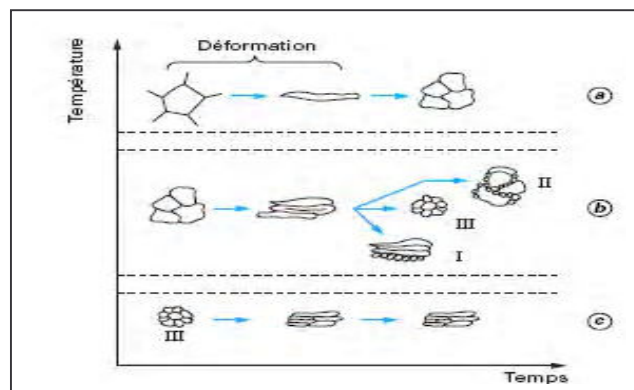 Déformation
Température
a
II
b
III
I
c
III
Temps